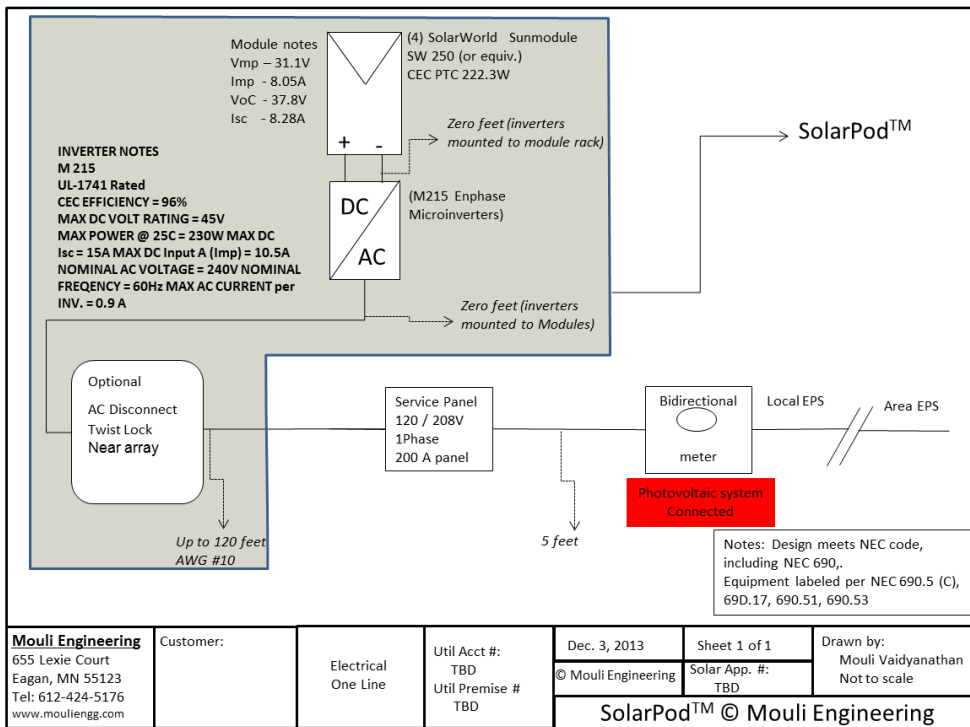 Module notes
Vmp – 31.1V
Imp - 8.05A
VoC - 37.8V
Isc - 8.28A
(4) SolarWorld Sunmodule
SW 250 (or equiv.)
CEC PTC 222.3W
+ -
Zero feet (inverters
mounted to module rack)
SolarPod™
INVERTER NOTES
M 215
UL-1741 Rated
CEC EFFICIENCY = 96%
MAX DC VOLT RATING = 45V
MAX POWER @ 25C = 230W MAX DC
Isc = 15A MAX DC Input A (Imp) = 10.5A
NOMINAL AC VOLTAGE = 240V NOMINAL
FREQENCY = 60Hz MAX AC CURRENT per
INV. = 0.9 A
DC
AC
(M215 Enphase
Microinverters)
Zero feet (inverters
mounted to Modules)
Optional
AC Disconnect
Twist Lock
Near array
Up to 120 feet
AWG #10
Service Panel
120 / 208V
1Phase
200 A panel
5 feet
Bidirectional
meter
Local EPS
Area EPS
Photovoltaic system
Connected
Notes: Design meets NEC code,
including NEC 690,.
Equipment labeled per NEC 690.5 (C),
69D.17, 690.51, 690.53
Mouli Engineering
655 Lexie Court
Eagan, MN 55123
Tel: 612-424-5176
www.mouliengg.com
Customer:
Electrical
One Line
Util Acct #:
TBD
Util Premise #
TBD
Dec. 3, 2013
© Mouli Engineering
Sheet 1 of 1
Solar App. #:
TBD
Drawn by:
Mouli Vaidyanathan
Not to scale
SolarPod™ © Mouli Engineering